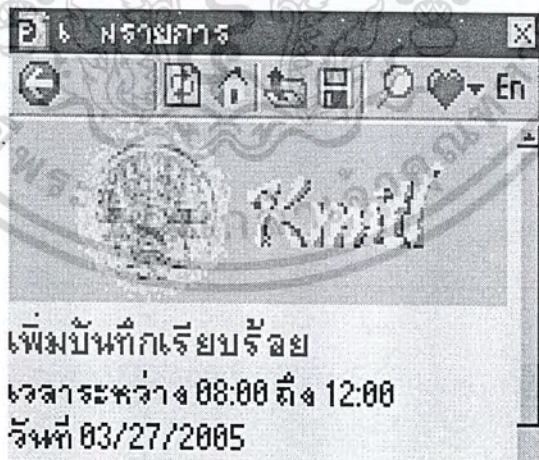 พรายการ
En
Kmitl
เพิ่มบันทึกเรียบร้อย
เวลาระหว่าง 08:00 ถึง 12:00
วันที่ 03/27/2005